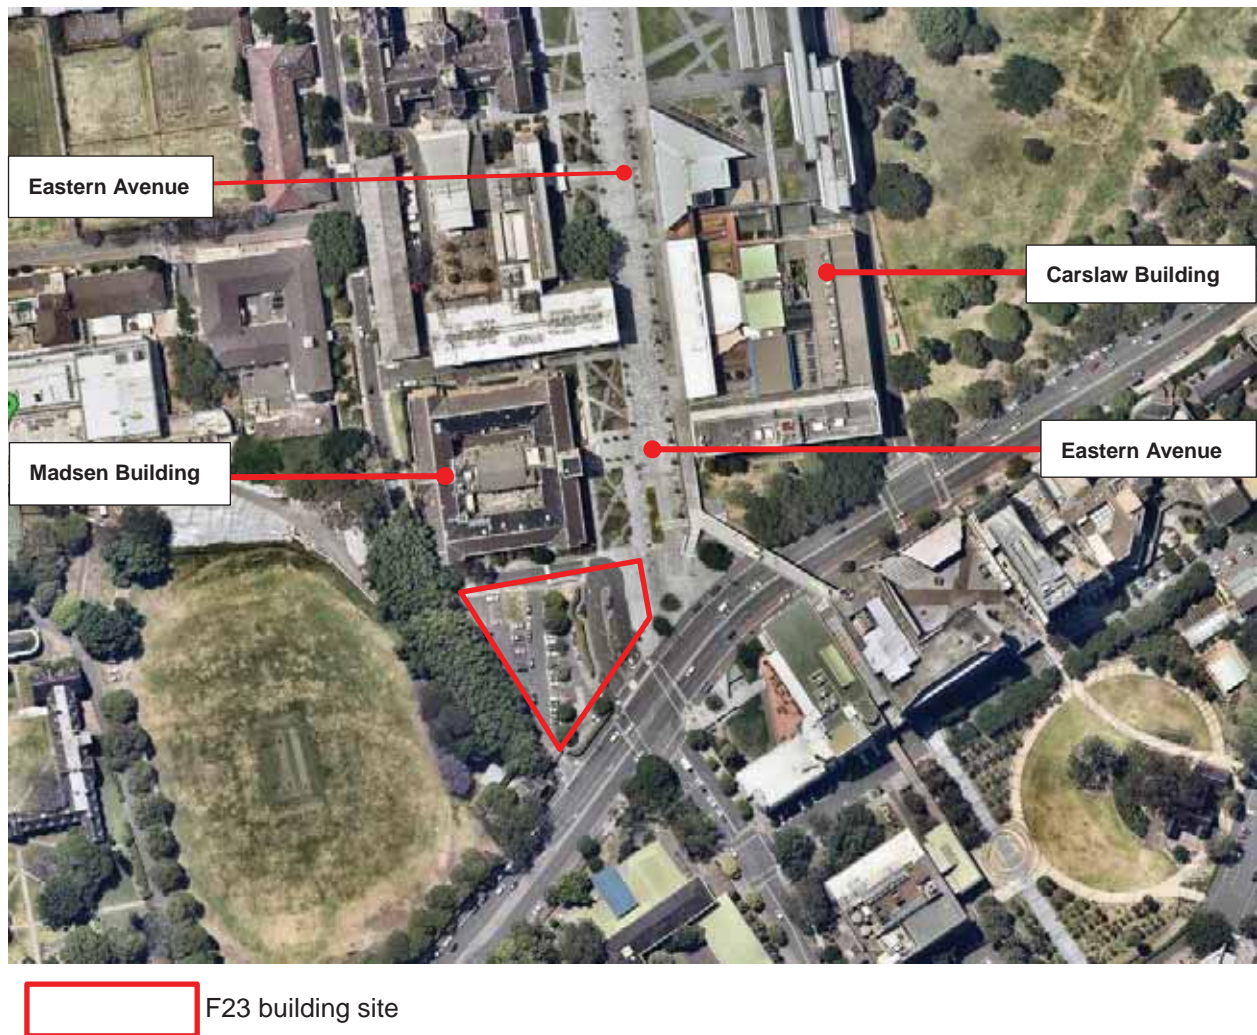 Eastern Avenue
Carslaw Building
Madsen Building
Eastern Avenue
F23 building site